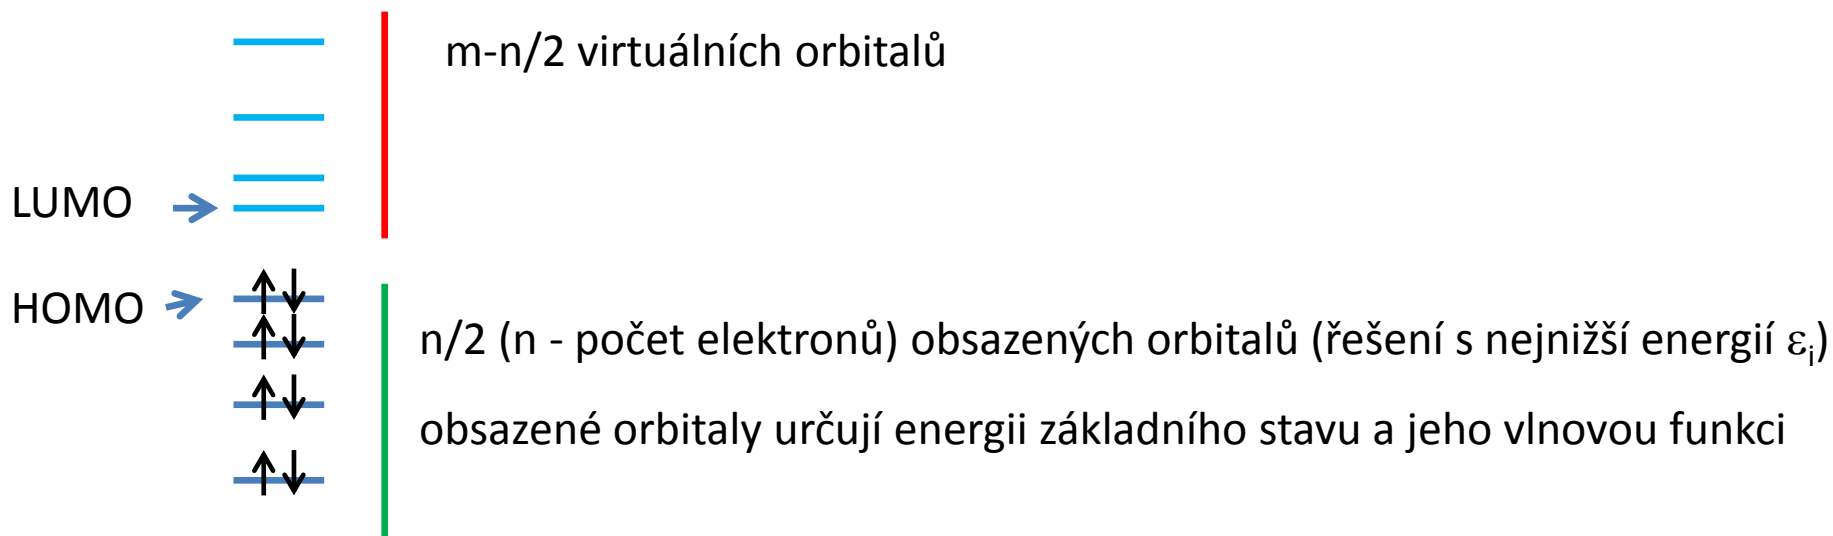 m-n/2 virtuálních orbitalů
LUMO
HOMO
n/2 (n - počet elektronů) obsazených orbitalů (řešení s nejnižší energií εi)
obsazené orbitaly určují energii základního stavu a jeho vlnovou funkci